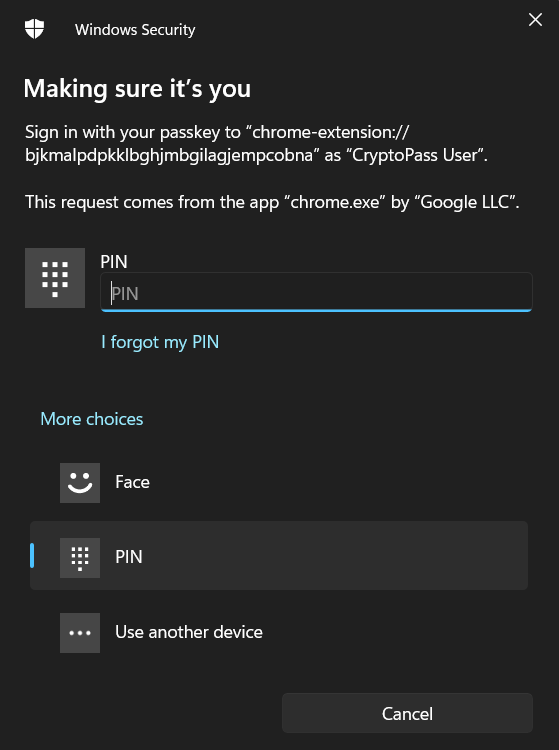 Windows Security
Making sure it's you
Sign in with your passkey to “chrome-extension://
bjkmalpdpkklbghjmbgilagjempcobna” as “CryptoPass User”.
This request comes from the app “chrome.exe” by “Google LLC”.
PIN
PIN
I forgot my PIN
More choices
Face
PIN
Use another device
Cancel